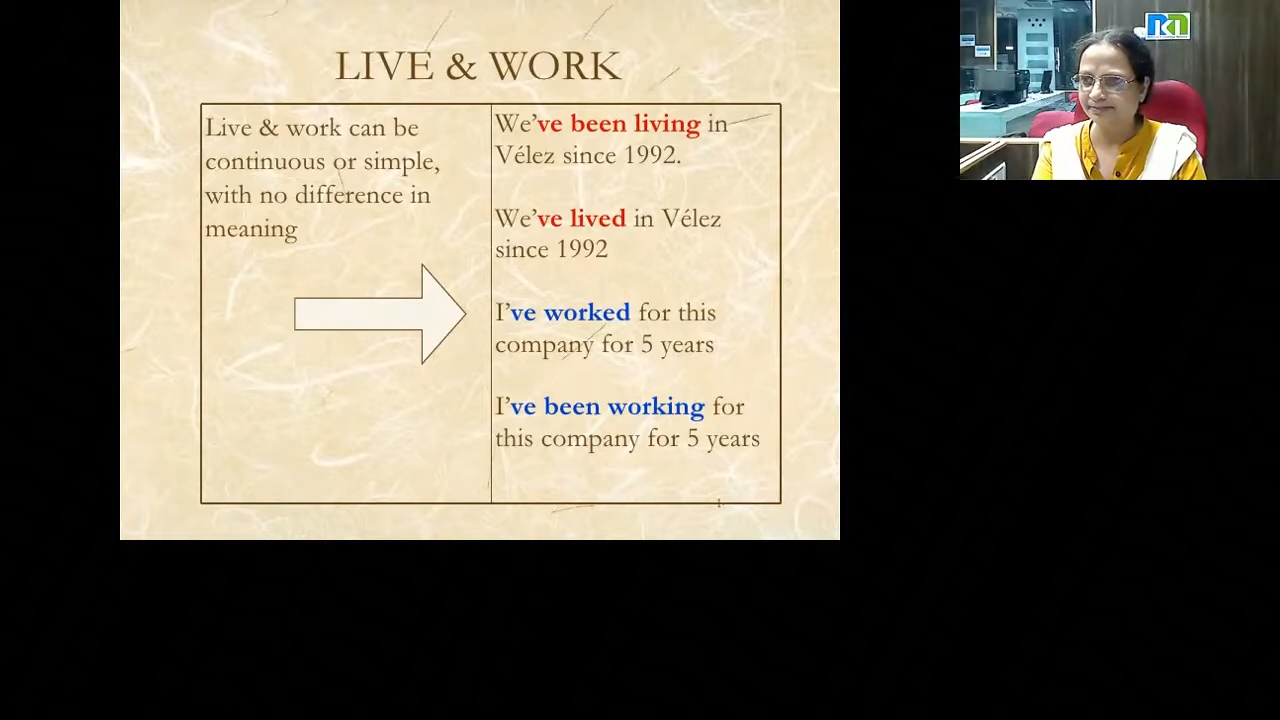 LIVE & WORK
Live & work can be
continuous or simple,
with no difference in
meaning
We've been living in
Vélez since 1992.
We've lived in Vélez
since 1992
I've worked for this
company for 5 years
I've been working for
this company for 5 years